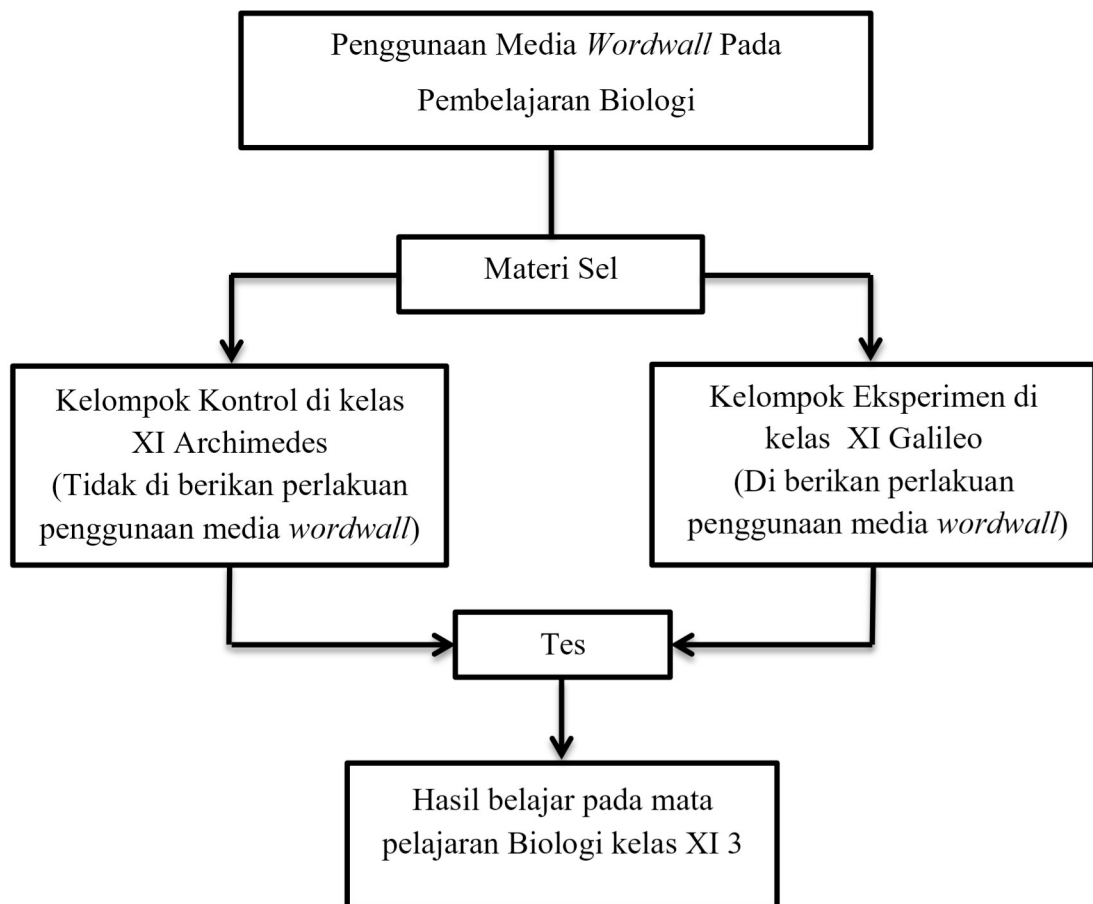 Penggunaan Media Wordwall Pada
Pembelajaran Biologi
Materi Sel
Kelompok Kontrol di kelas
XI Archimedes
(Tidak di berikan perlakuan
penggunaan media wordwall)
Kelompok Eksperimen di
kelas XI Galileo
(Di berikan perlakuan
penggunaan media wordwall)
Tes
Hasil belajar pada mata
pelajaran Biologi kelas XI 3